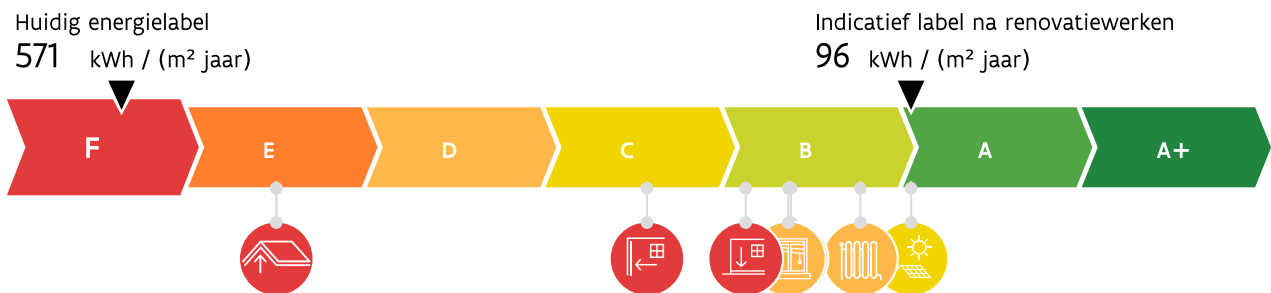 Huidig energielabel
571 kWh / (m² jaar)
Indicatief label na renovatiewerken
96 kWh / (m² jaar)
F E D C B A A+